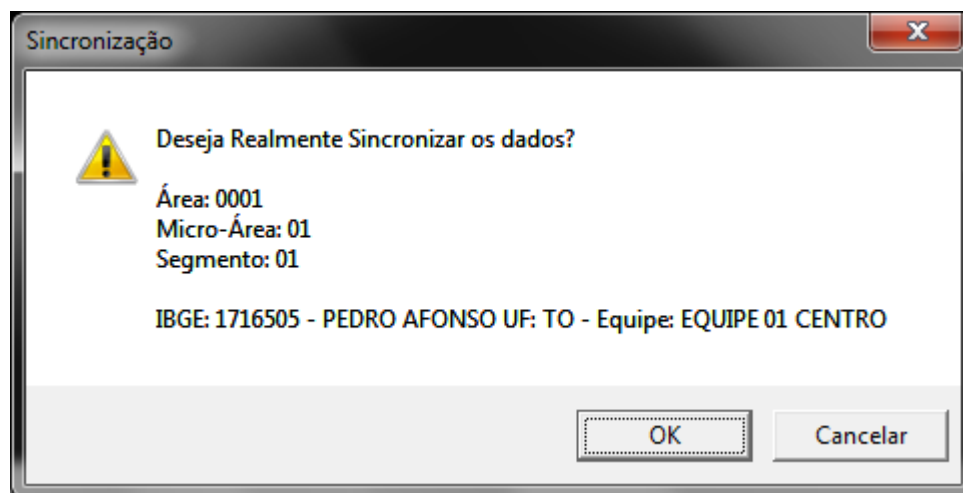 Sincronização
Deseja Realmente Sincronizar os dados?
Área: 0001
Micro-Área: 01
Segmento: 01
IBGE: 1716505 - PEDRO AFONSO UF: TO - Equipe: EQUIPE 01 CENTRO
OK
Cancelar